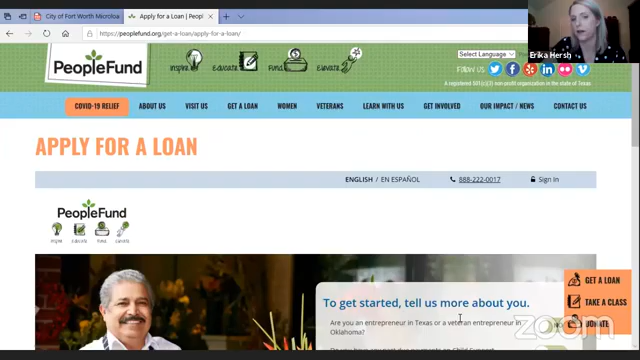 City of Fort Worth Microloa
Apply for a Loan | Peopl
https://peoplefund.org/get-a-loan/apply-for-a-loan/
Erika Hersh
PeopleFund
inspire
educate
Fund
elevate
Select Language
Follow Us
A registered 501(c)(3) non-profit organization in the state of Texas
COVID-19 RELIEF
ABOUT US
VISIT US
GET A LOAN
WOMEN
VETERANS
LEARN WITH US
GET INVOLVED
OUR IMPACT / NEWS
CONTACT US
APPLY FOR A LOAN
ENGLISH / EN ESPAÑOL
888-222-0017
Sign In
PeopleFund
inspire
educate
fund
elevate
GET A LOAN
TAKE A CLASS
DONATE
To get started, tell us more about you.
Are you an entrepreneur in Texas or a veteran entrepreneur in
Oklahoma?
zoom